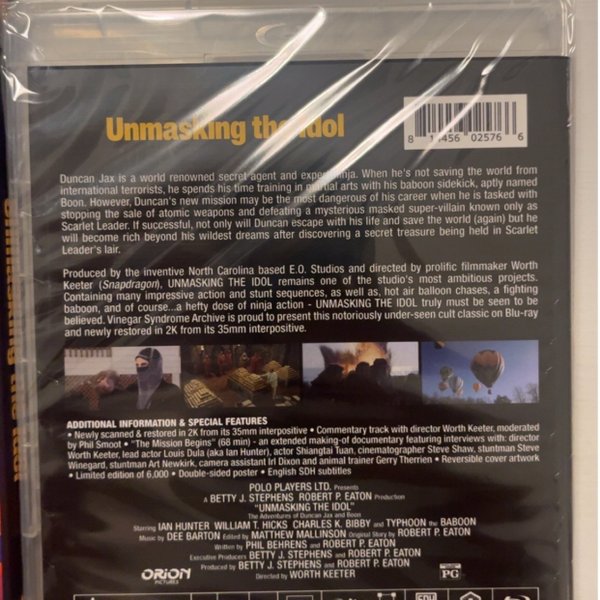 Unmasking the Idol
8 14456 02576 6
Duncan Jax is a world renowned secret agent and expert ninja. When he's not saving the world from
international terrorists, he spends his time training in martial arts with his baboon sidekick, aptly named
Boon. However, Duncan's new mission may be the most dangerous of his career when he is tasked with
stopping the sale of atomic weapons and defeating a mysterious masked super-villain known only as
Scarlet Leader. If successful, not only will Duncan escape with his life and save the world (again) but he
will become rich beyond his wildest dreams after discovering a secret treasure being held in Scarlet
Leader's lair.
Produced by the inventive North Carolina based E.O. Studios and directed by prolific filmmaker Worth
Keeter (Snapdragon), UNMASKING THE IDOL remains one of the studio's most ambitious projects.
Containing many impressive action and stunt sequences, as well as, hot air balloon chases, a fighting
baboon, and of course...a hefty dose of ninja action - UNMASKING THE IDOL truly must be seen to be
believed. Vinegar Syndrome Archive is proud to present this notoriously under-seen cult classic on Blu-ray
and newly restored in 2K from its 35mm interpositive.
ADDITIONAL INFORMATION & SPECIAL FEATURES
• Newly scanned & restored in 2K from its 35mm interpositive • Commentary track with director Worth Keeter, moderated
by Phil Smoot • "The Mission Begins" (68 min) - an extended making-of documentary featuring interviews with: director
Worth Keeter, lead actor Louis Dula (aka Ian Hunter), actor Shiangtai Tuan, cinematographer Steve Shaw, stuntman Steve
Winegard, stuntman Art Newkirk, camera assistant Irl Dixon and animal trainer Gerry Therrien • Reversible cover artwork
• Limited edition of 6,000 • Double-sided poster • English SDH subtitles
POLO PLAYERS LTD. Presents
A BETTY J. STEPHENS ROBERT P. EATON Production
"UNMASKING THE IDOL"
The Adventures of Duncan Jax and Boon
Starring IAN HUNTER WILLIAM T. HICKS CHARLES K. BIBBY and TYPHOON the BABOON
Music by DEE BARTON Edited by MATTHEW MALLINSON Original Story by ROBERT P. EATON
Written by PHIL BEHRENS and ROBERT P. EATON
Executive Producers BETTY J. STEPHENS and ROBERT P. EATON
Produced by BETTY J. STEPHENS and ROBERT P. EATON
Directed by WORTH KEETER
ORION
PICTURES
PG
Unmasking the Idol